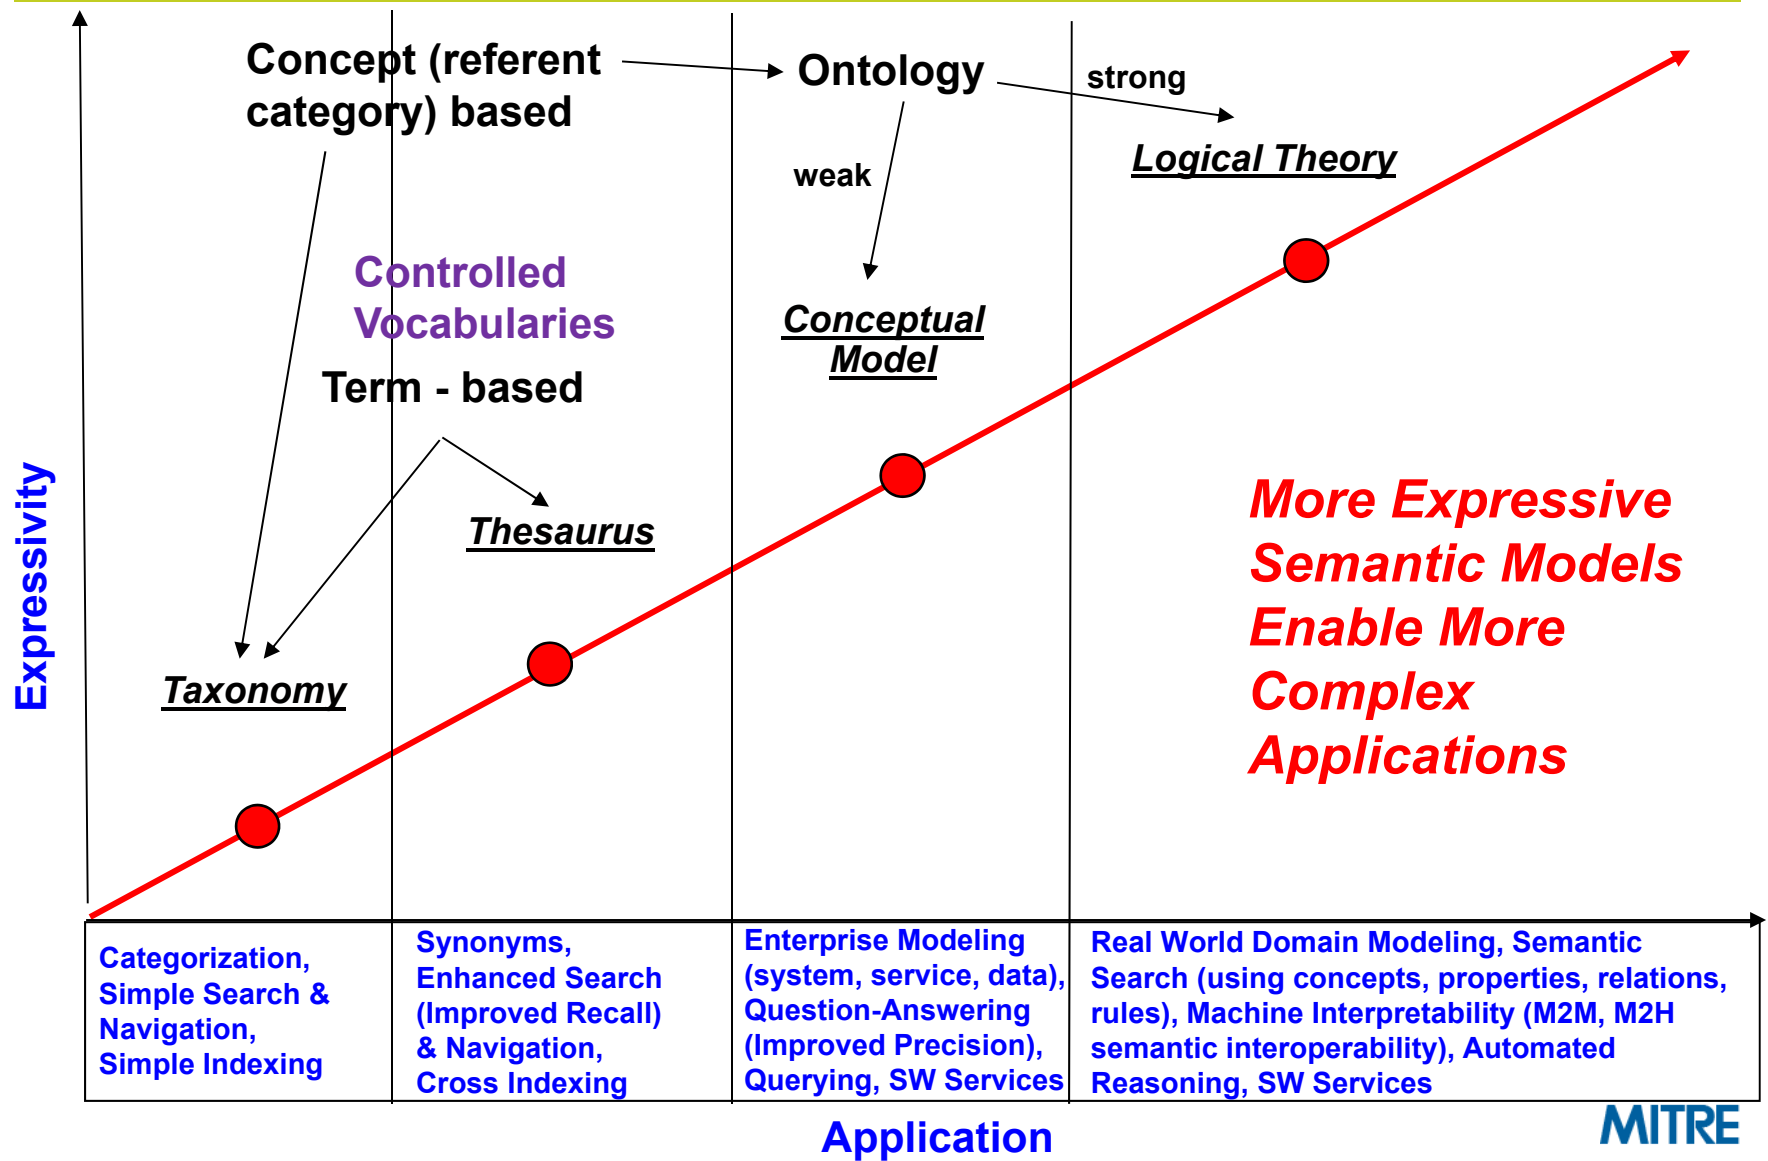 Concept (referent
category) based
Ontology
strong
Logical Theory
weak
Controlled
Vocabularies
Term - based
Conceptual
Model
Thesaurus
Taxonomy
Expressivity
More Expressive
Semantic Models
Enable More
Complex
Applications
Categorization,
Simple Search &
Navigation,
Simple Indexing
Synonyms,
Enhanced Search
(Improved Recall)
& Navigation,
Cross Indexing
Enterprise Modeling
(system, service, data),
Question-Answering
(Improved Precision),
Querying, SW Services
Real World Domain Modeling, Semantic
Search (using concepts, properties, relations,
rules), Machine Interpretability (M2M, M2H
semantic interoperability), Automated
Reasoning, SW Services
Application
MITRE